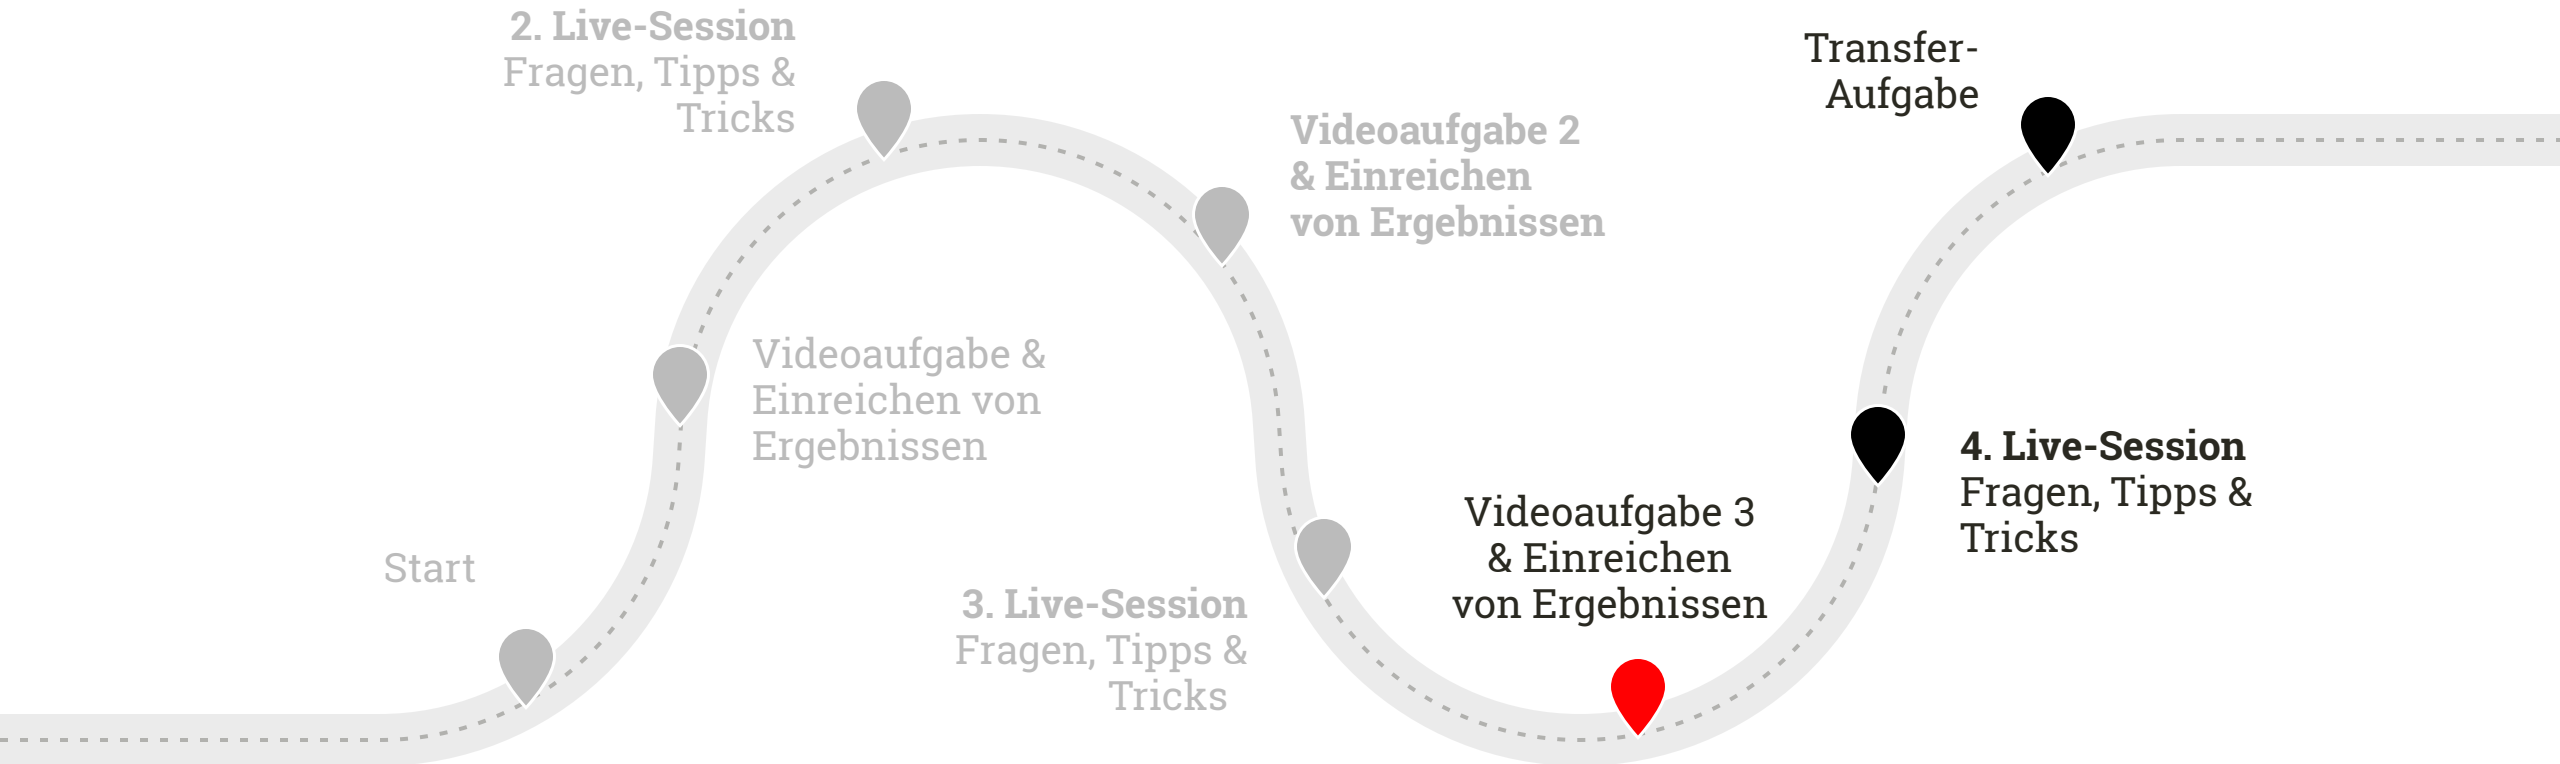 Start
Videoaufgabe &
Einreichen von
Ergebnissen
2. Live-Session
Fragen, Tipps &
Tricks
Videoaufgabe 2
& Einreichen
von Ergebnissen
3. Live-Session
Fragen, Tipps &
Tricks
Videoaufgabe 3
& Einreichen
von Ergebnissen
4. Live-Session
Fragen, Tipps &
Tricks
Transfer-
Aufgabe